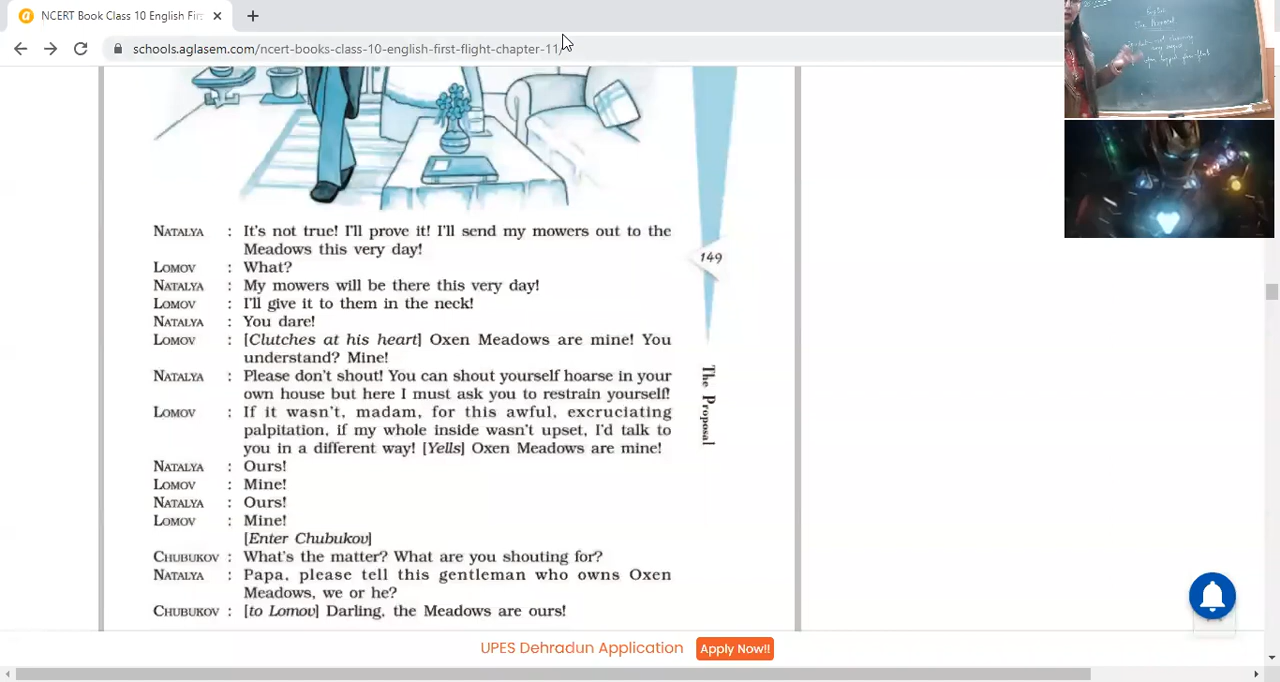 NCERT Book Class 10 English Firs
schools.aglasem.com/ncert-books-class-10-english-first-flight-chapter-11/
NATALYA : It's not true! I'll prove it! I'll send my mowers out to the
Meadows this very day!
LOMOV : What?
NATALYA : My mowers will be there this very day!
LOMOV : I'll give it to them in the neck!
NATALYA : You dare!
LOMOV : [Clutches at his heart] Oxen Meadows are mine! You
understand? Mine!
NATALYA : Please don't shout! You can shout yourself hoarse in your
own house but here I must ask you to restrain yourself!
LOMOV : If it wasn't, madam, for this awful, excruciating
palpitation, if my whole inside wasn't upset, I'd talk to
you in a different way! [Yells] Oxen Meadows are mine!
NATALYA : Ours!
LOMOV : Mine!
NATALYA : Ours!
LOMOV : Mine!
[Enter Chubukov]
CHUBUKOV : What's the matter? What are you shouting for?
NATALYA : Papa, please tell this gentleman who owns Oxen
Meadows, we or he?
CHUBUKOV : [to Lomov] Darling, the Meadows are ours!
149
The Proposal
English
The Proposal
UPES Dehradun Application Apply Now!!